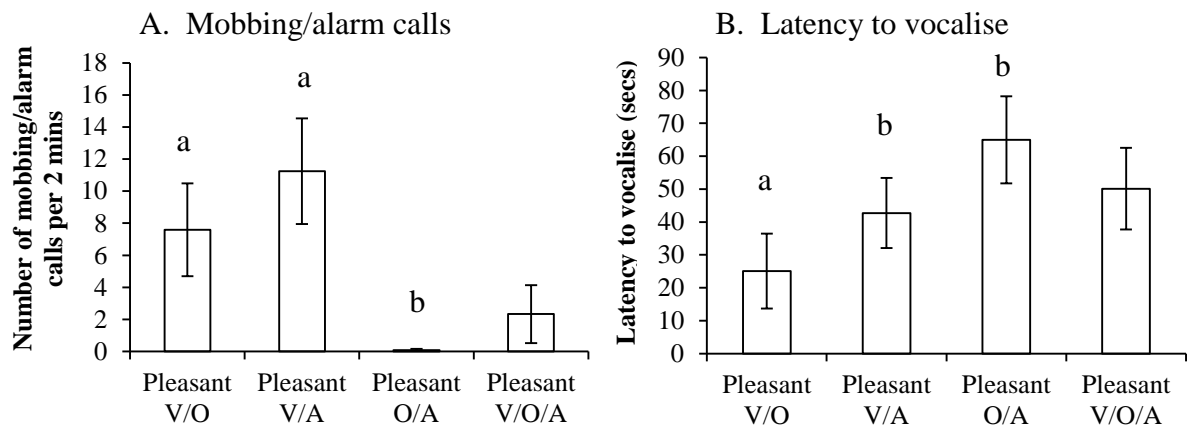 A. Mobbing/alarm calls
Number of mobbing/alarm
calls per 2 mins
18
16
14
12
10
8
6
4
2
0
a
a
b
Pleasant
V/O
Pleasant
V/A
Pleasant
O/A
Pleasant
V/O/A
B. Latency to vocalise
Latency to vocalise (secs)
90
80
70
60
50
40
30
20
10
0
a
b
b
Pleasant
V/O
Pleasant
V/A
Pleasant
O/A
Pleasant
V/O/A